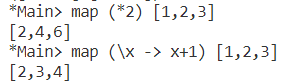 *Main> map (*2) [1,2,3]
[2,4,6]
*Main> map (\x -> x+1) [1,2,3]
[2,3,4]